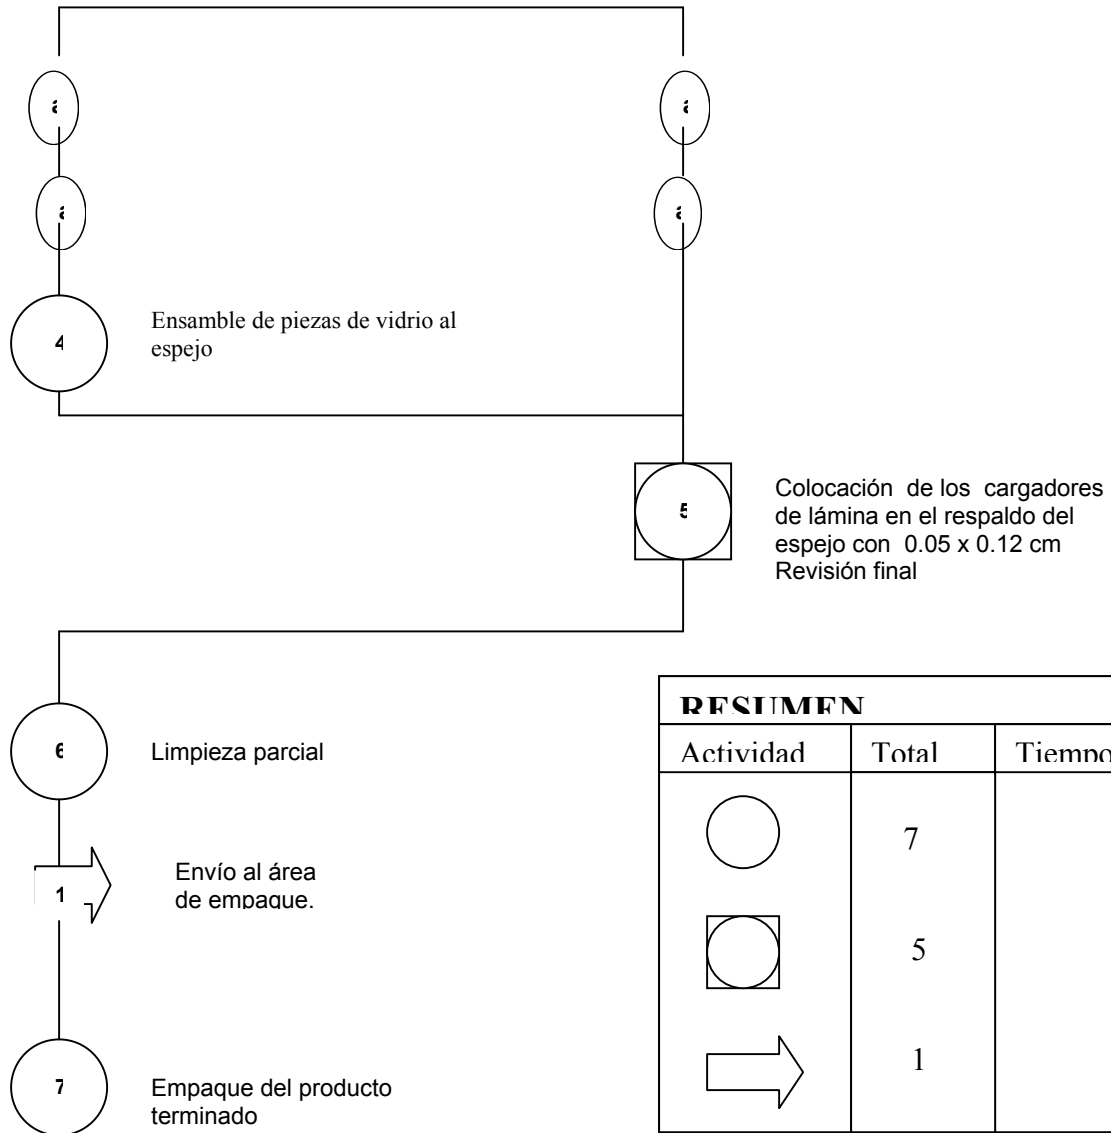 a
a
a
a
4
Ensamble de piezas de vidrio al
espejo
5
Colocación de los cargadores
de lámina en el respaldo del
espejo con 0.05 x 0.12 cm
Revisión final
6
Limpieza parcial
1
Envío al área
de empaque.
7
Empaque del producto
terminado
RESUMEN
Actividad Total Tiempo
7
5
1